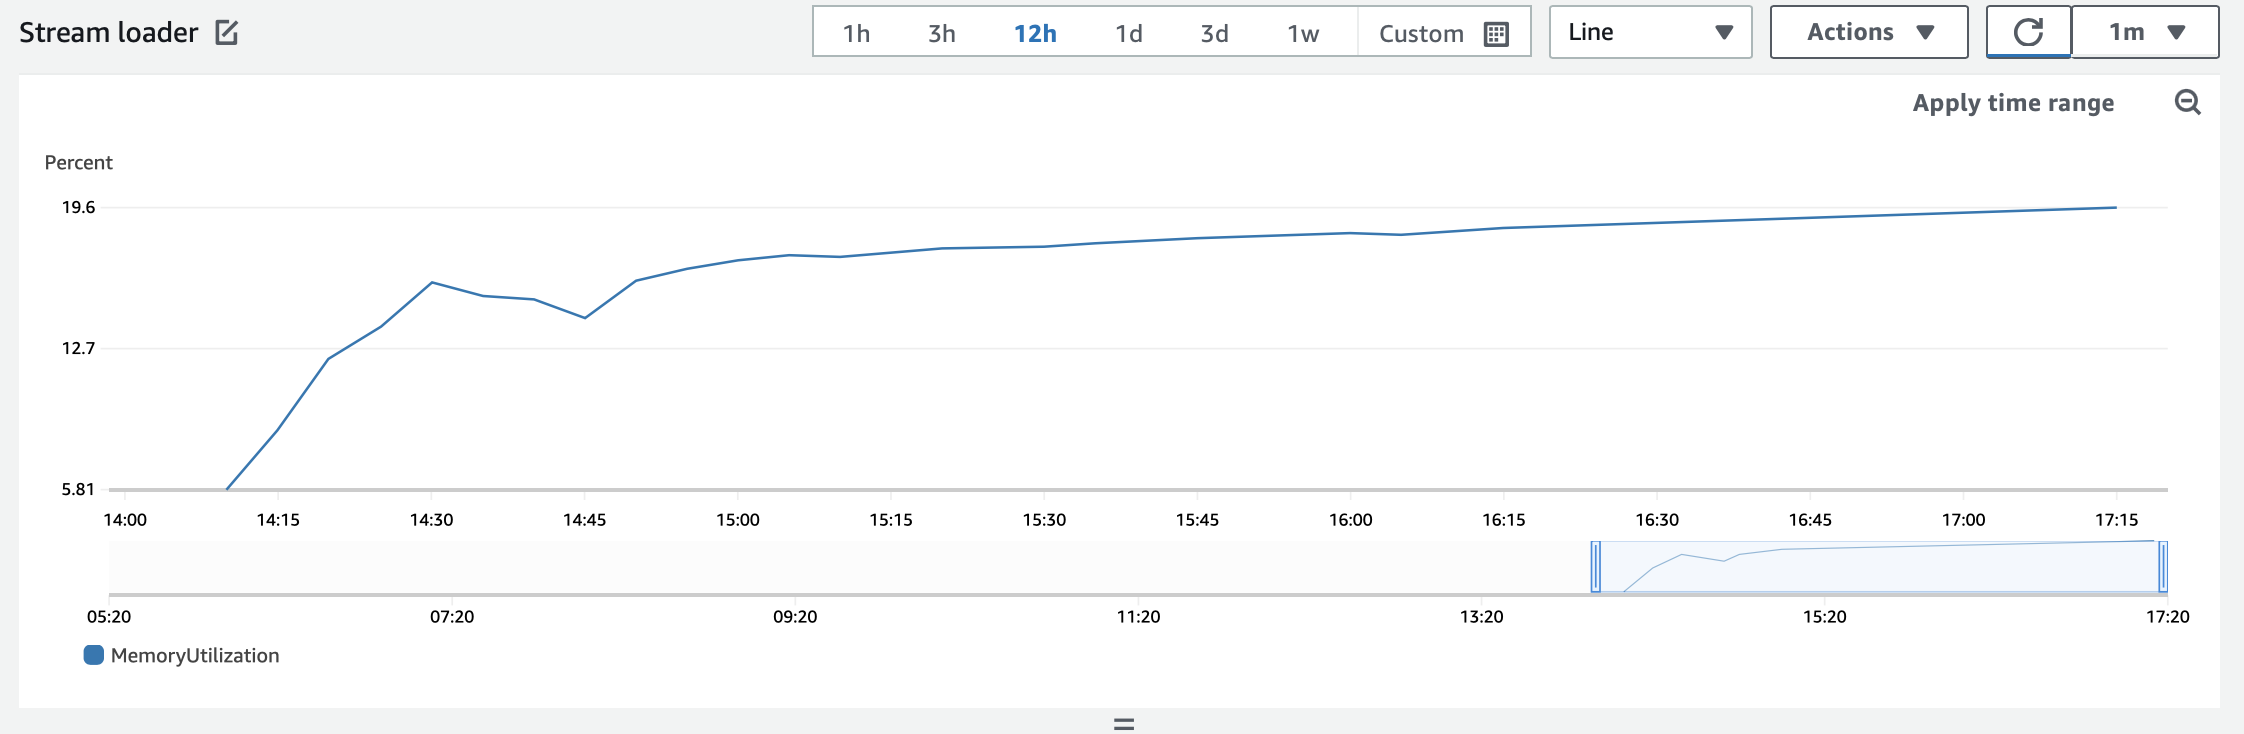 Stream loader
1h 3h 12h 1d 3d 1w Custom Line Actions 1m
Apply time range
Percent
19.6
12.7
5.81
14:00 14:15 14:30 14:45 15:00 15:15 15:30 15:45 16:00 16:15 16:30 16:45 17:00 17:15
05:20 07:20 09:20 11:20 13:20 15:20 17:20
MemoryUtilization